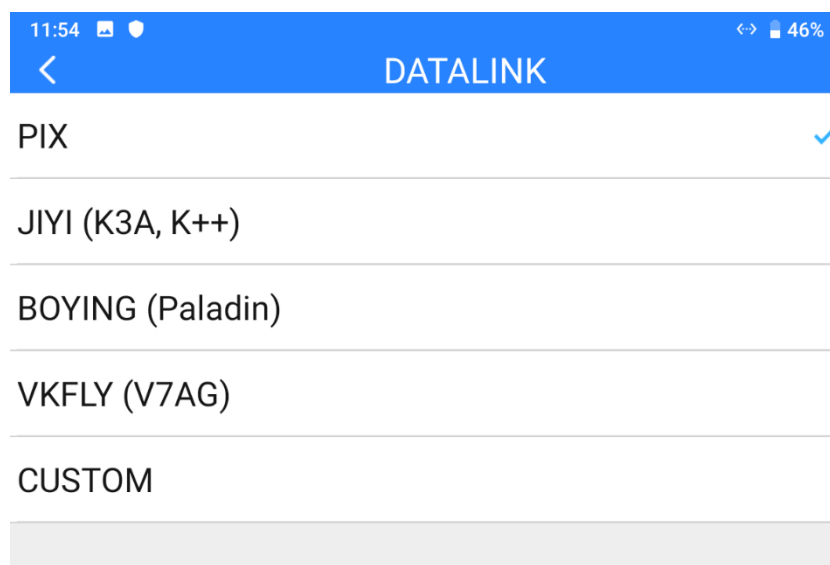 11:54 46%
DATALINK
PIX
JIYI (K3A, K++)
BOYING (Paladin)
VKFLY (V7AG)
CUSTOM